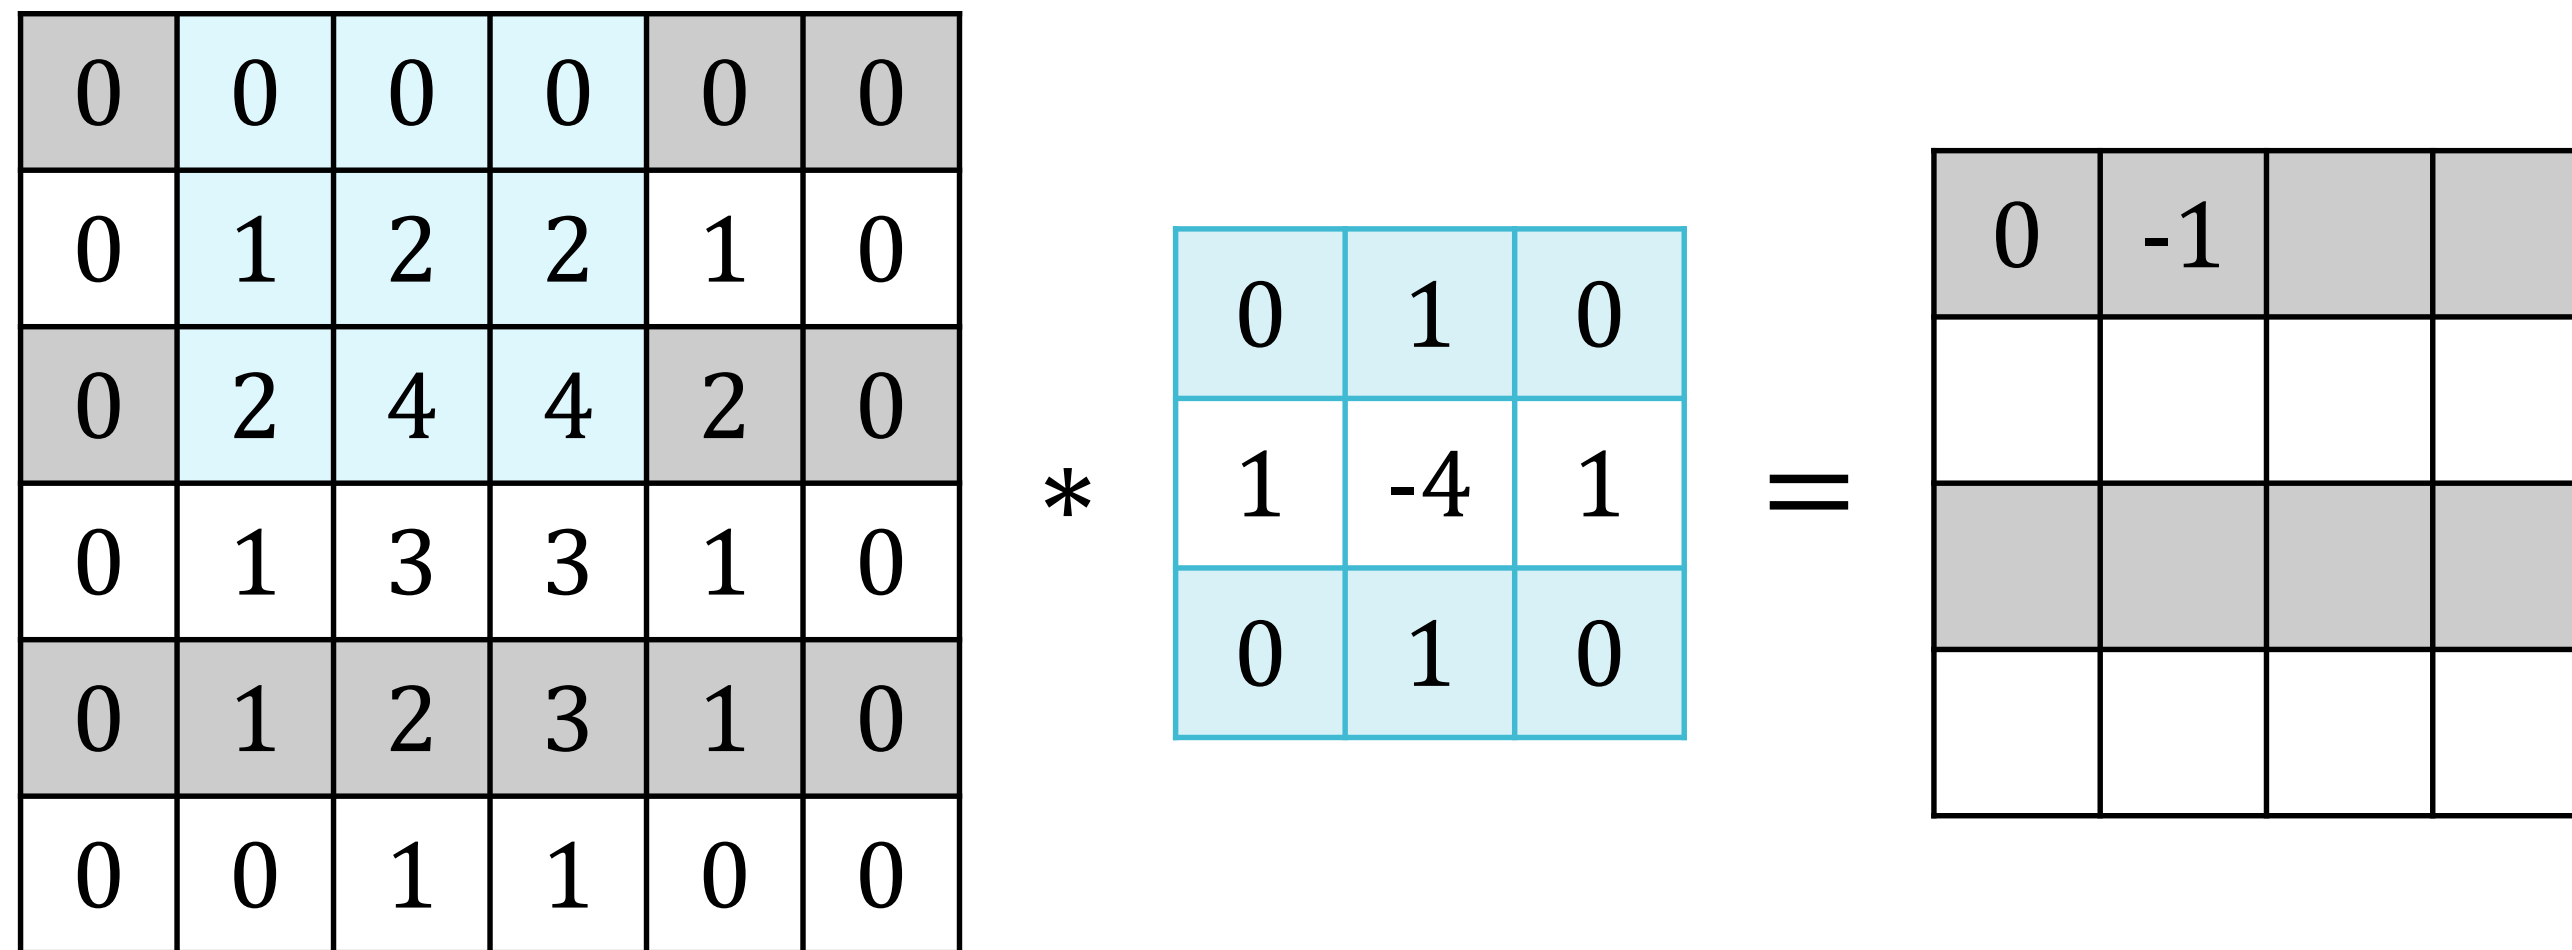 0 0 0 0 0 0
0 1 2 2 1 0
0 2 4 4 2 0
0 1 3 3 1 0
0 1 2 3 1 0
0 0 1 1 0 0
*
0 1 0
1 -4 1
0 1 0
=
0 -1